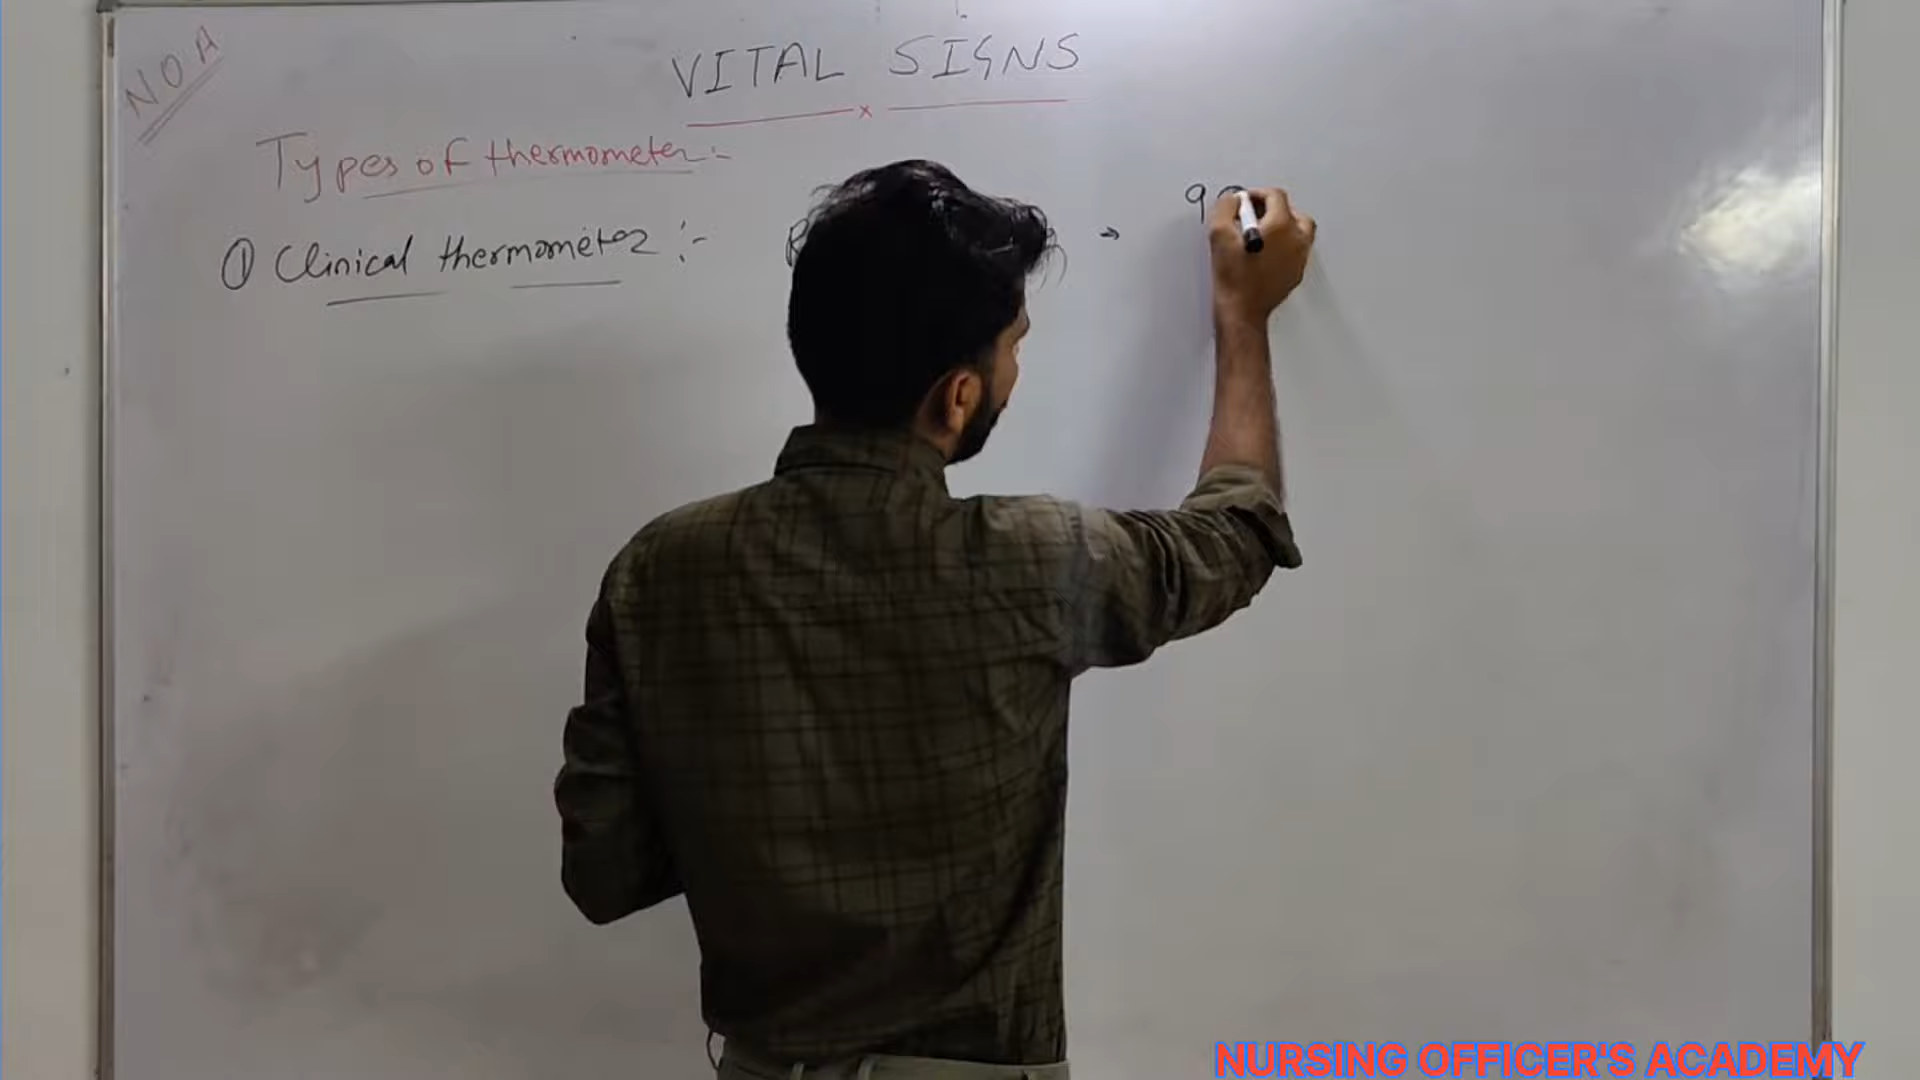 NOA
VITAL SIGNS
x
Types of thermometer:-
① Clinical thermometer :- →
NURSING OFFICER'S ACADEMY